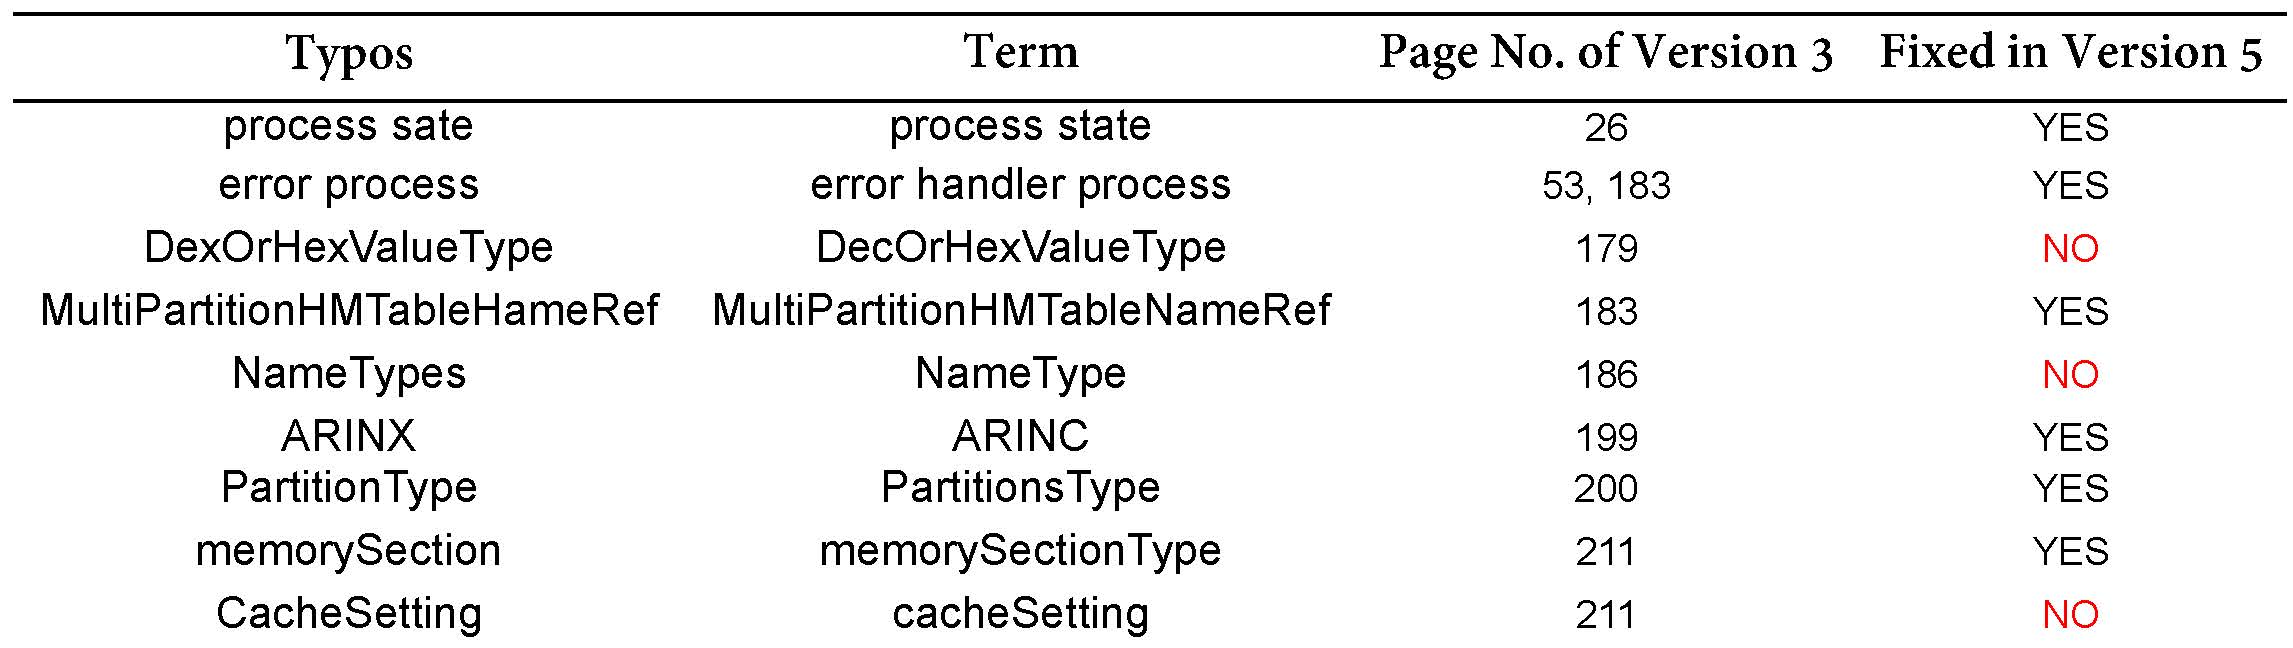 Typos Term Page No. of Version 3 Fixed in Version 5
process sate process state 26 YES
error process error handler process 53, 183 YES
DexOrHexValueType DecOrHexValueType 179 NO
MultiPartitionHMTableHameRef MultiPartitionHMTableNameRef 183 YES
NameTypes NameType 186 NO
ARINX ARINC 199 YES
PartitionType PartitionsType 200 YES
memorySection memorySectionType 211 YES
CacheSetting cacheSetting 211 NO